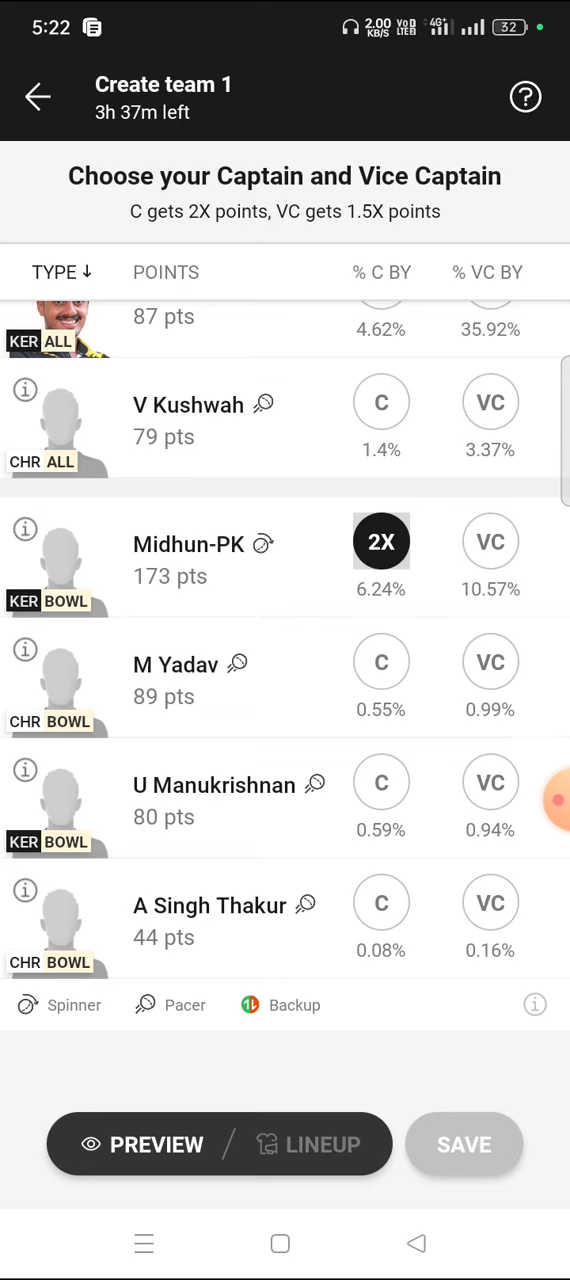 5:22 2.00 KB/S VoD LTE2 4G+ 32
Create team 1
3h 37m left
Choose your Captain and Vice Captain
C gets 2X points, VC gets 1.5X points
TYPE ↓ POINTS % C BY % VC BY
87 pts
KER ALL 4.62% 35.92%
V Kushwah C VC
79 pts
CHR ALL 1.4% 3.37%
Midhun-PK 2X VC
173 pts
KER BOWL 6.24% 10.57%
M Yadav C VC
89 pts
CHR BOWL 0.55% 0.99%
U Manukrishnan C VC
80 pts
KER BOWL 0.59% 0.94%
A Singh Thakur C VC
44 pts
CHR BOWL 0.08% 0.16%
Spinner Pacer Backup
PREVIEW / LINEUP SAVE